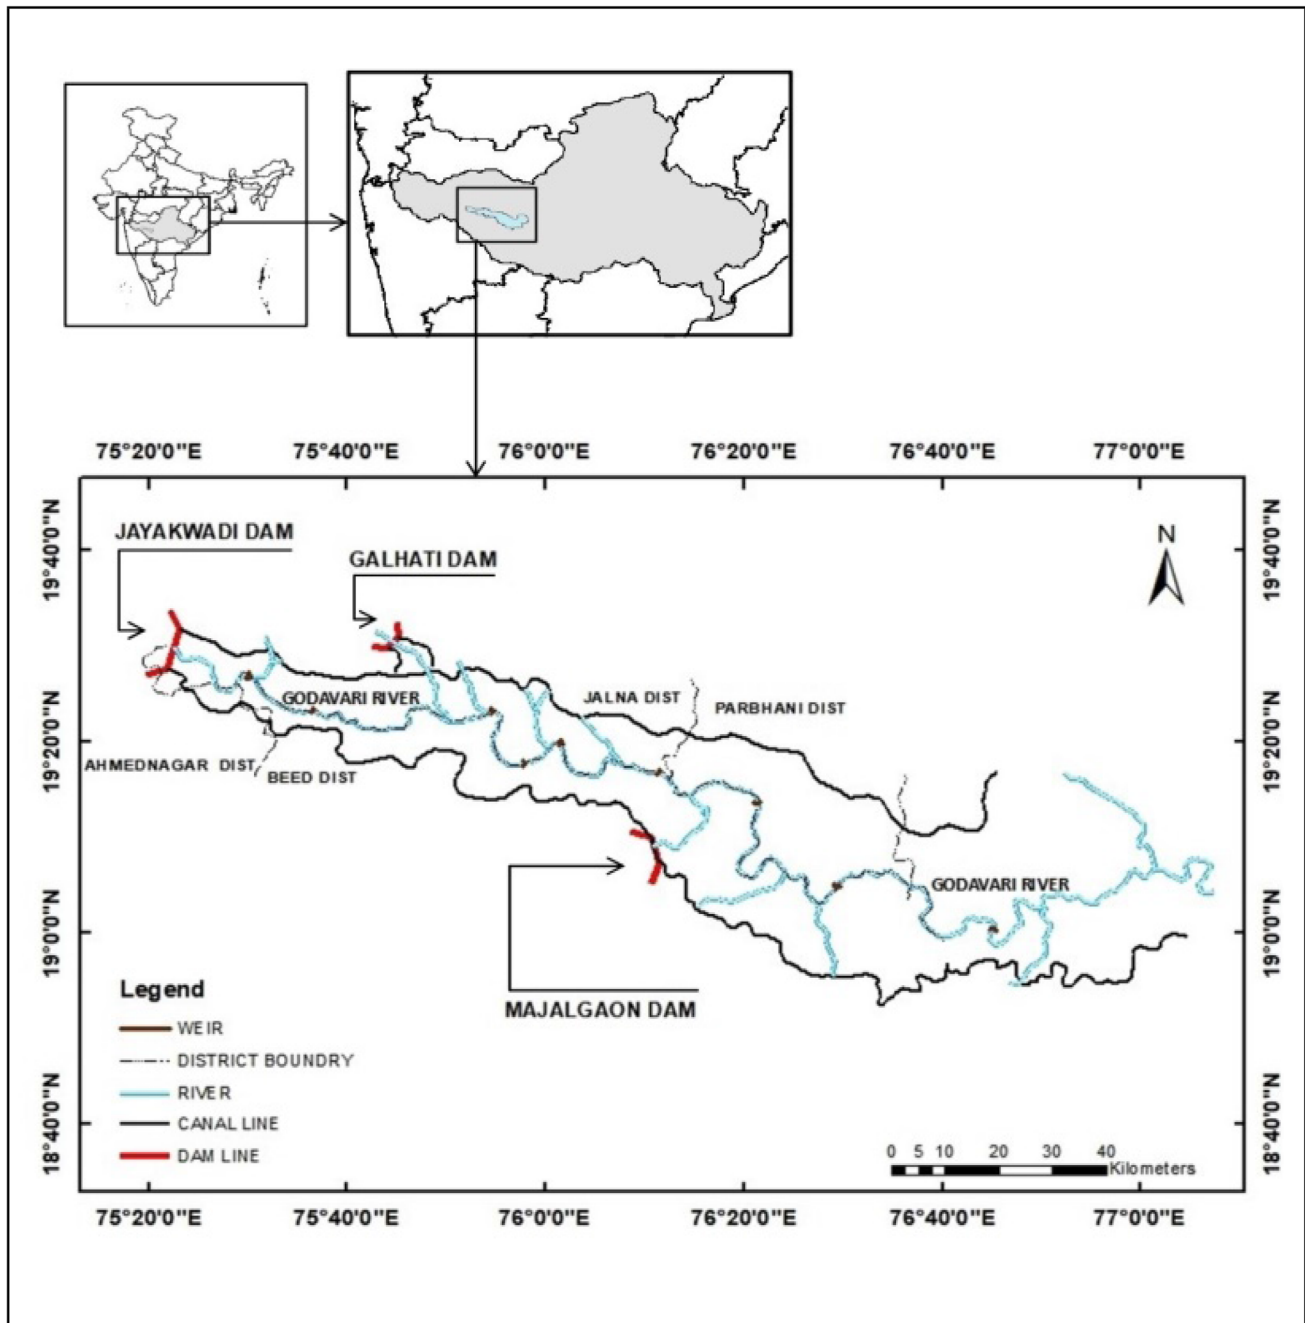 75°20'0"E 75°40'0"E 76°0'0"E 76°20'0"E 76°40'0"E 77°0'0"E
19°40'0"N
19°20'0"N
19°0'0"N
18°40'0"N
JAYAKWADI DAM
GALHATI DAM
N
GODAVARI RIVER
JALNA DIST
PARBHANI DIST
AHMEDNAGAR DIST
BEED DIST
GODAVARI RIVER
MAJALGAON DAM
Legend
WEIR
DISTRICT BOUNDRY
RIVER
CANAL LINE
DAM LINE
0 5 10 20 30 40
Kilometers
19°40'0"N
19°20'0"N
19°0'0"N
18°40'0"N
75°20'0"E 75°40'0"E 76°0'0"E 76°20'0"E 76°40'0"E 77°0'0"E